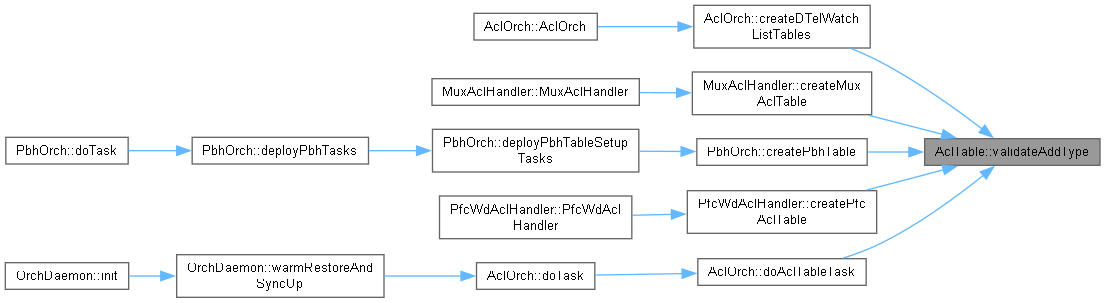 AclOrch::AclOrch
AclOrch::createDTelWatch
ListTables
MuxAclHandler::MuxAclHandler
MuxAclHandler::createMux
AclTable
PbhOrch::doTask
PbhOrch::deployPbhTasks
PbhOrch::deployPbhTableSetup
Tasks
PbhOrch::createPbhTable
AclTable::validateAddType
PfcWdAclHandler::PfcWdAcl
Handler
PfcWdAclHandler::createPfc
AclTable
OrchDaemon::init
OrchDaemon::warmRestoreAnd
SyncUp
AclOrch::doTask
AclOrch::doAclTableTask